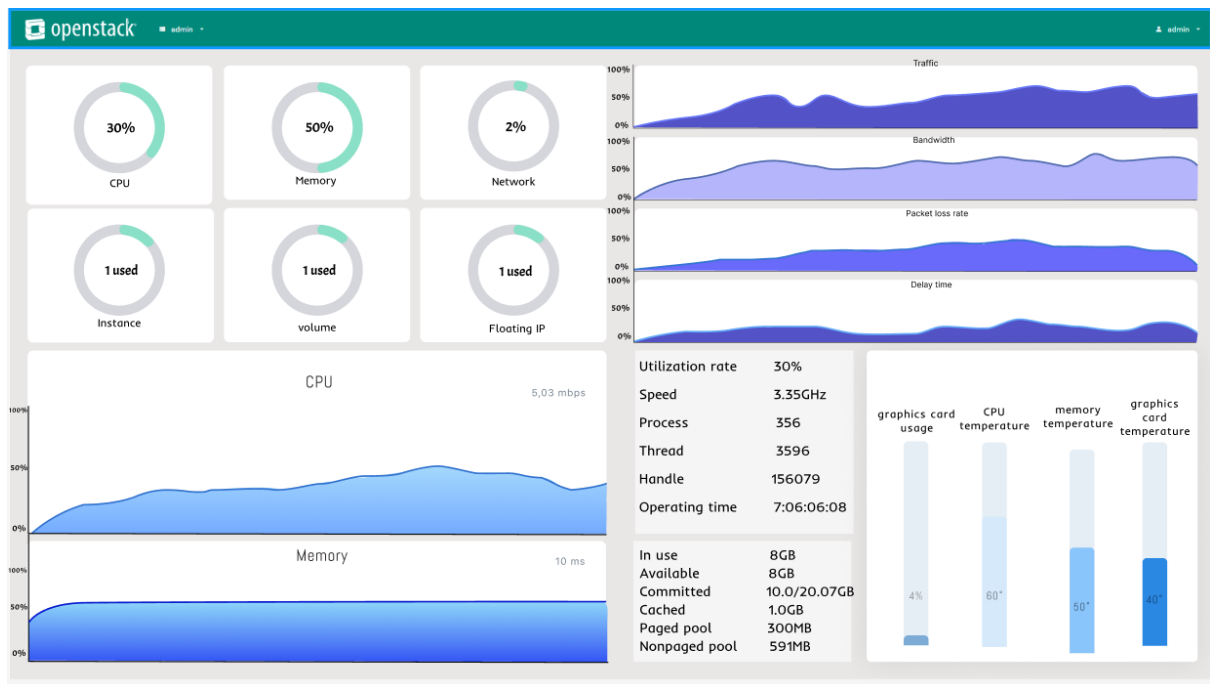 openstack
admin
admin
30%
CPU
50%
Memory
2%
Network
1 used
Instance
1 used
volume
1 used
Floating IP
Traffic
100%
50%
0%
Bandwidth
100%
50%
0%
Packet loss rate
100%
50%
0%
Delay time
100%
50%
0%
CPU
5,03 mbps
100%
50%
0%
Memory
10 ms
100%
50%
0%
Utilization rate 30%
Speed 3.35GHz
Process 356
Thread 3596
Handle 156079
Operating time 7:06:06:08
In use 8GB
Available 8GB
Committed 10.0/20.07GB
Cached 1.0GB
Paged pool 300MB
Nonpaged pool 591MB
graphics card
usage
4%
CPU
temperature
60°
memory
temperature
50°
graphics
card
temperature
40°